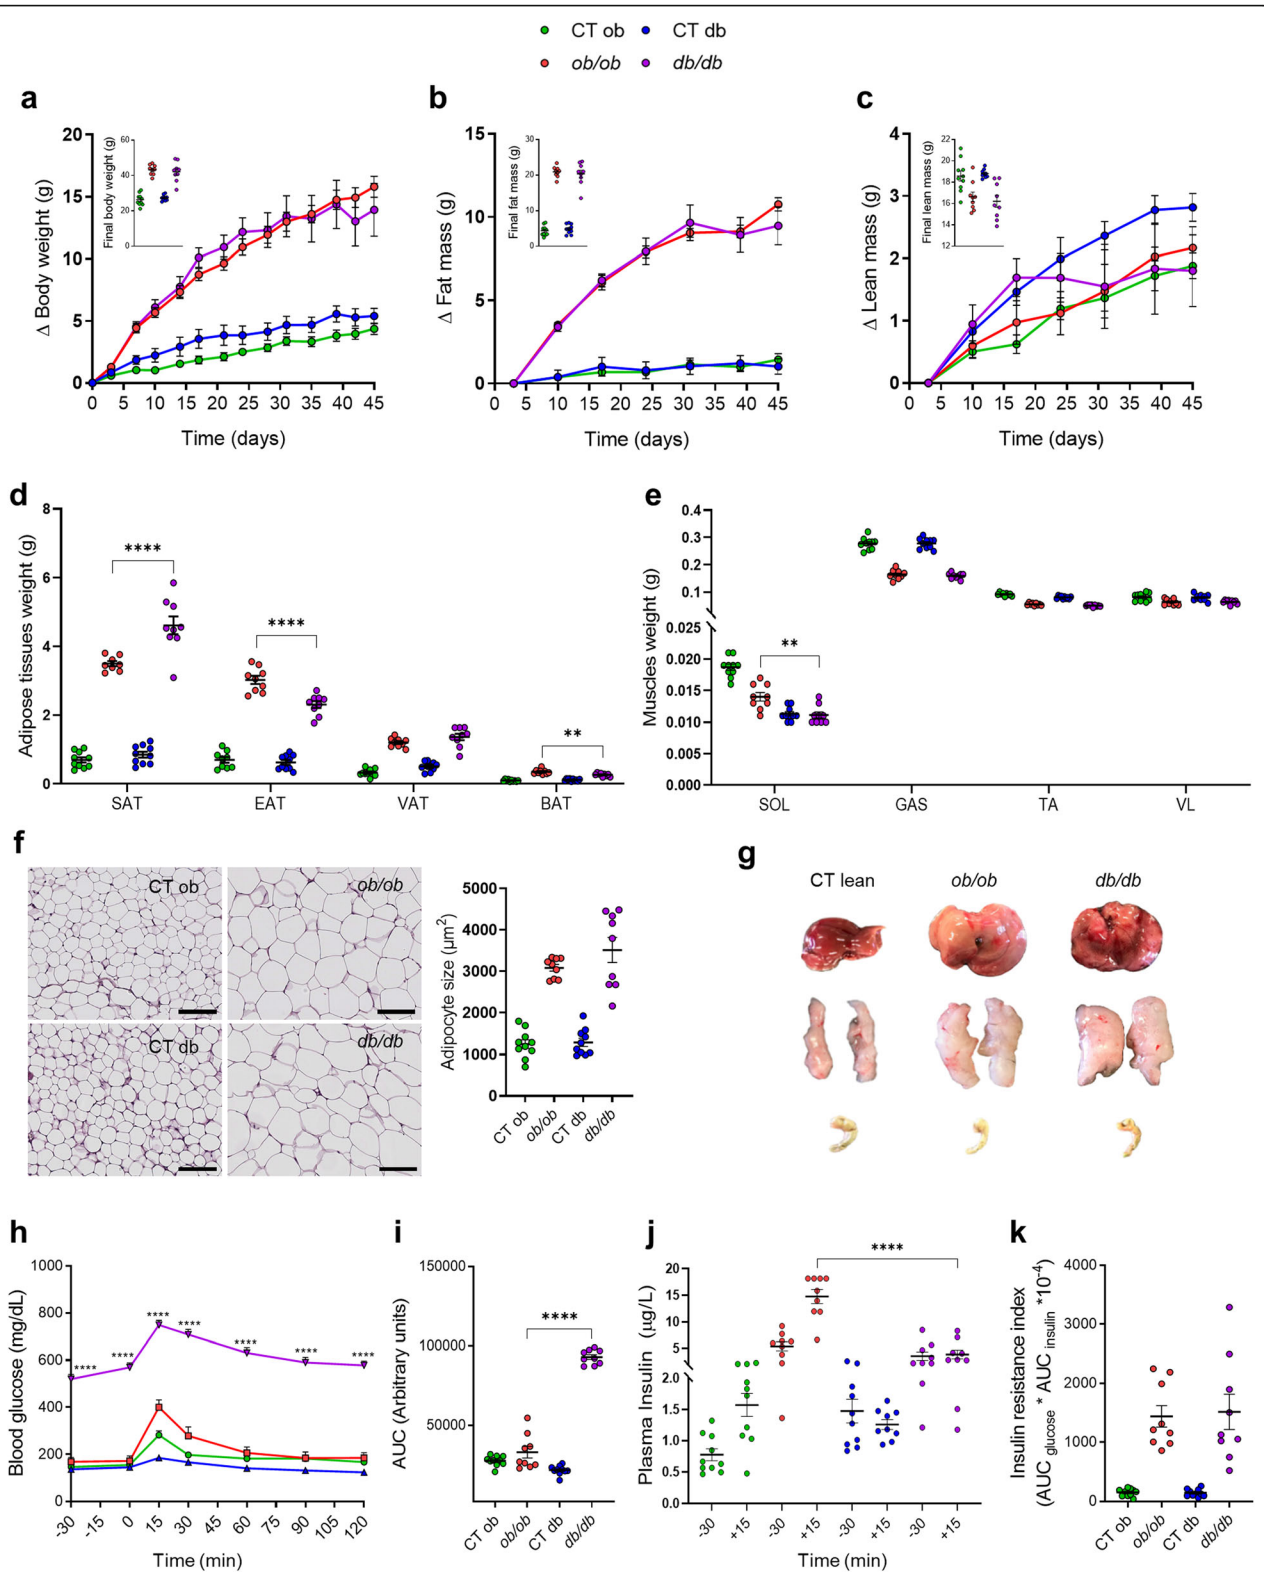 CT ob CT db
ob/ob db/db
a
Δ Body weight (g)
20
15
10
5
0
Final body weight (g)
60
40
20
0
0 5 10 15 20 25 30 35 40 45
Time (days)
b
Δ Fat mass (g)
15
10
5
0
Final fat mass (g)
30
20
10
0
0 5 10 15 20 25 30 35 40 45
Time (days)
c
Δ Lean mass (g)
4
3
2
1
0
Final lean mass (g)
22
20
18
16
14
12
0 5 10 15 20 25 30 35 40 45
Time (days)
d
Adipose tissues weight (g)
8
6
4
2
0
****
****
**
SAT EAT VAT BAT
e
Muscles weight (g)
0.4
0.3
0.2
0.1
0.025
0.020
0.015
0.010
0.005
0.000
**
SOL GAS TA VL
f
CT ob ob/ob
CT db db/db
Adipocyte size (μm²)
5000
4000
3000
2000
1000
0
CT ob ob/ob CT db db/db
g
CT lean ob/ob db/db
h
Blood glucose (mg/dL)
1000
800
600
400
200
0
**** **** **** **** **** **** ****
-30 -15 0 15 30 45 60 75 90 105 120
Time (min)
i
AUC (Arbitrary units)
150000
100000
50000
****
CT ob ob/ob CT db db/db
j
Plasma Insulin (μg/L)
20
15
10
5
2.0
1.5
1.0
0.5
0.0
****
-30 +15 -30 +15 -30 +15 -30 +15
Time (min)
k
Insulin resistance index
(AUC glucose * AUC insulin *10⁻⁴)
4000
3000
2000
1000
0
CT ob ob/ob CT db db/db